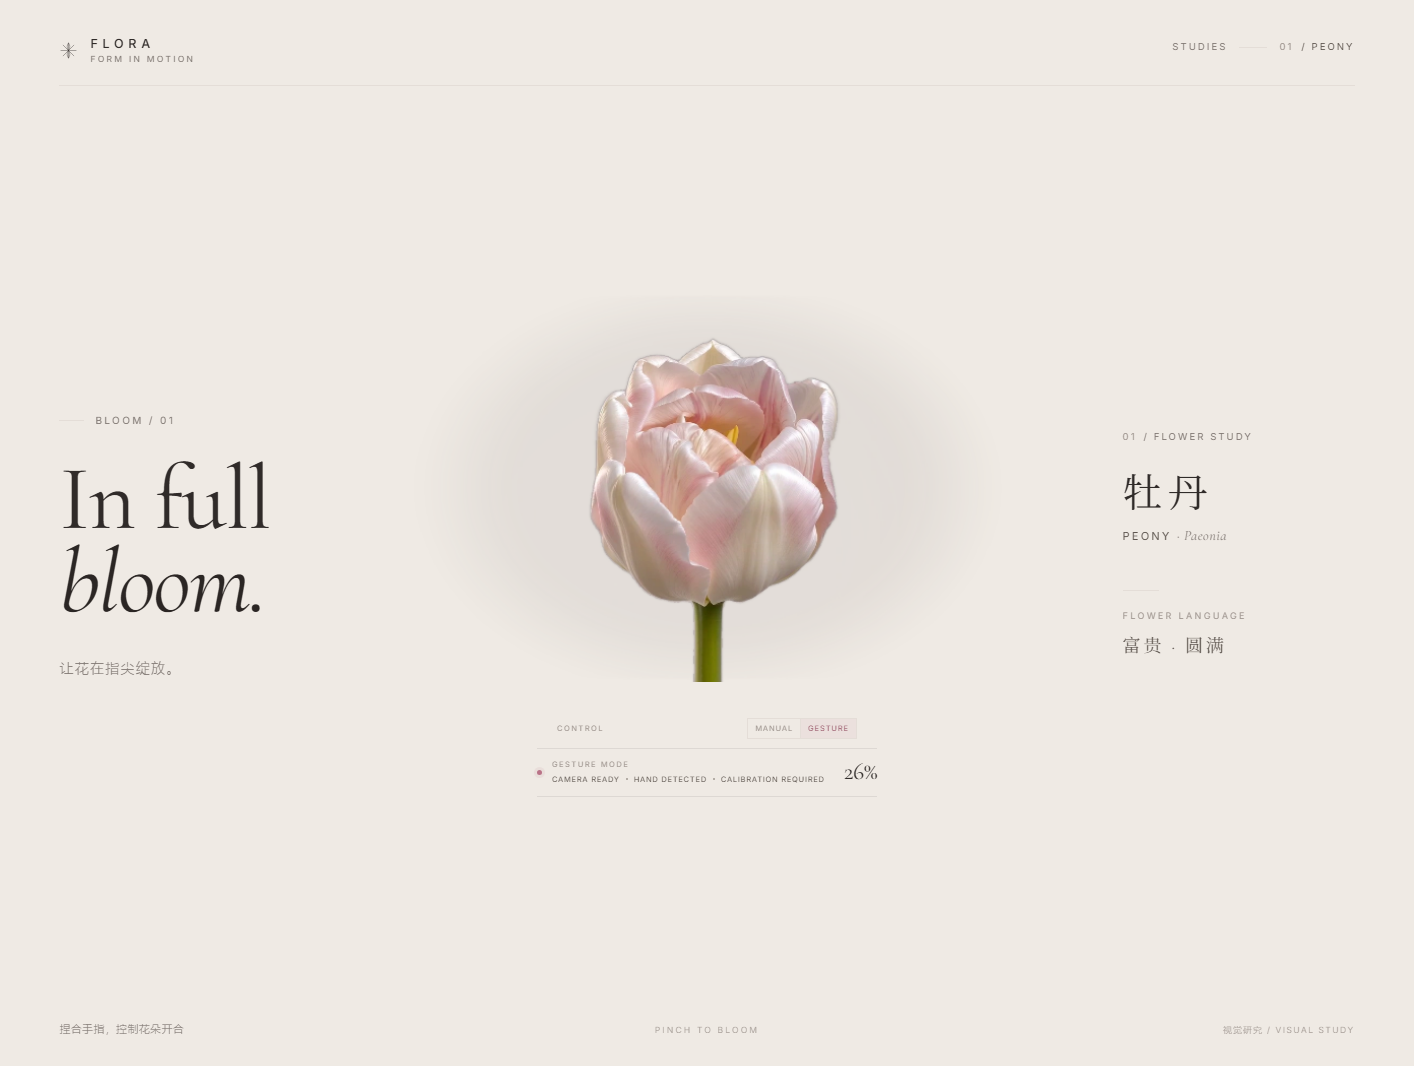 FLORA
FORM IN MOTION
STUDIES 01 / PEONY
BLOOM / 01
In full
bloom.
让花在指尖绽放。
01 / FLOWER STUDY
牡丹
PEONY · Paeonia
FLOWER LANGUAGE
富贵 · 圆满
CONTROL MANUAL GESTURE
GESTURE MODE
CAMERA READY • HAND DETECTED • CALIBRATION REQUIRED 26%
捏合手指，控制花朵开合
PINCH TO BLOOM
视觉研究 / VISUAL STUDY